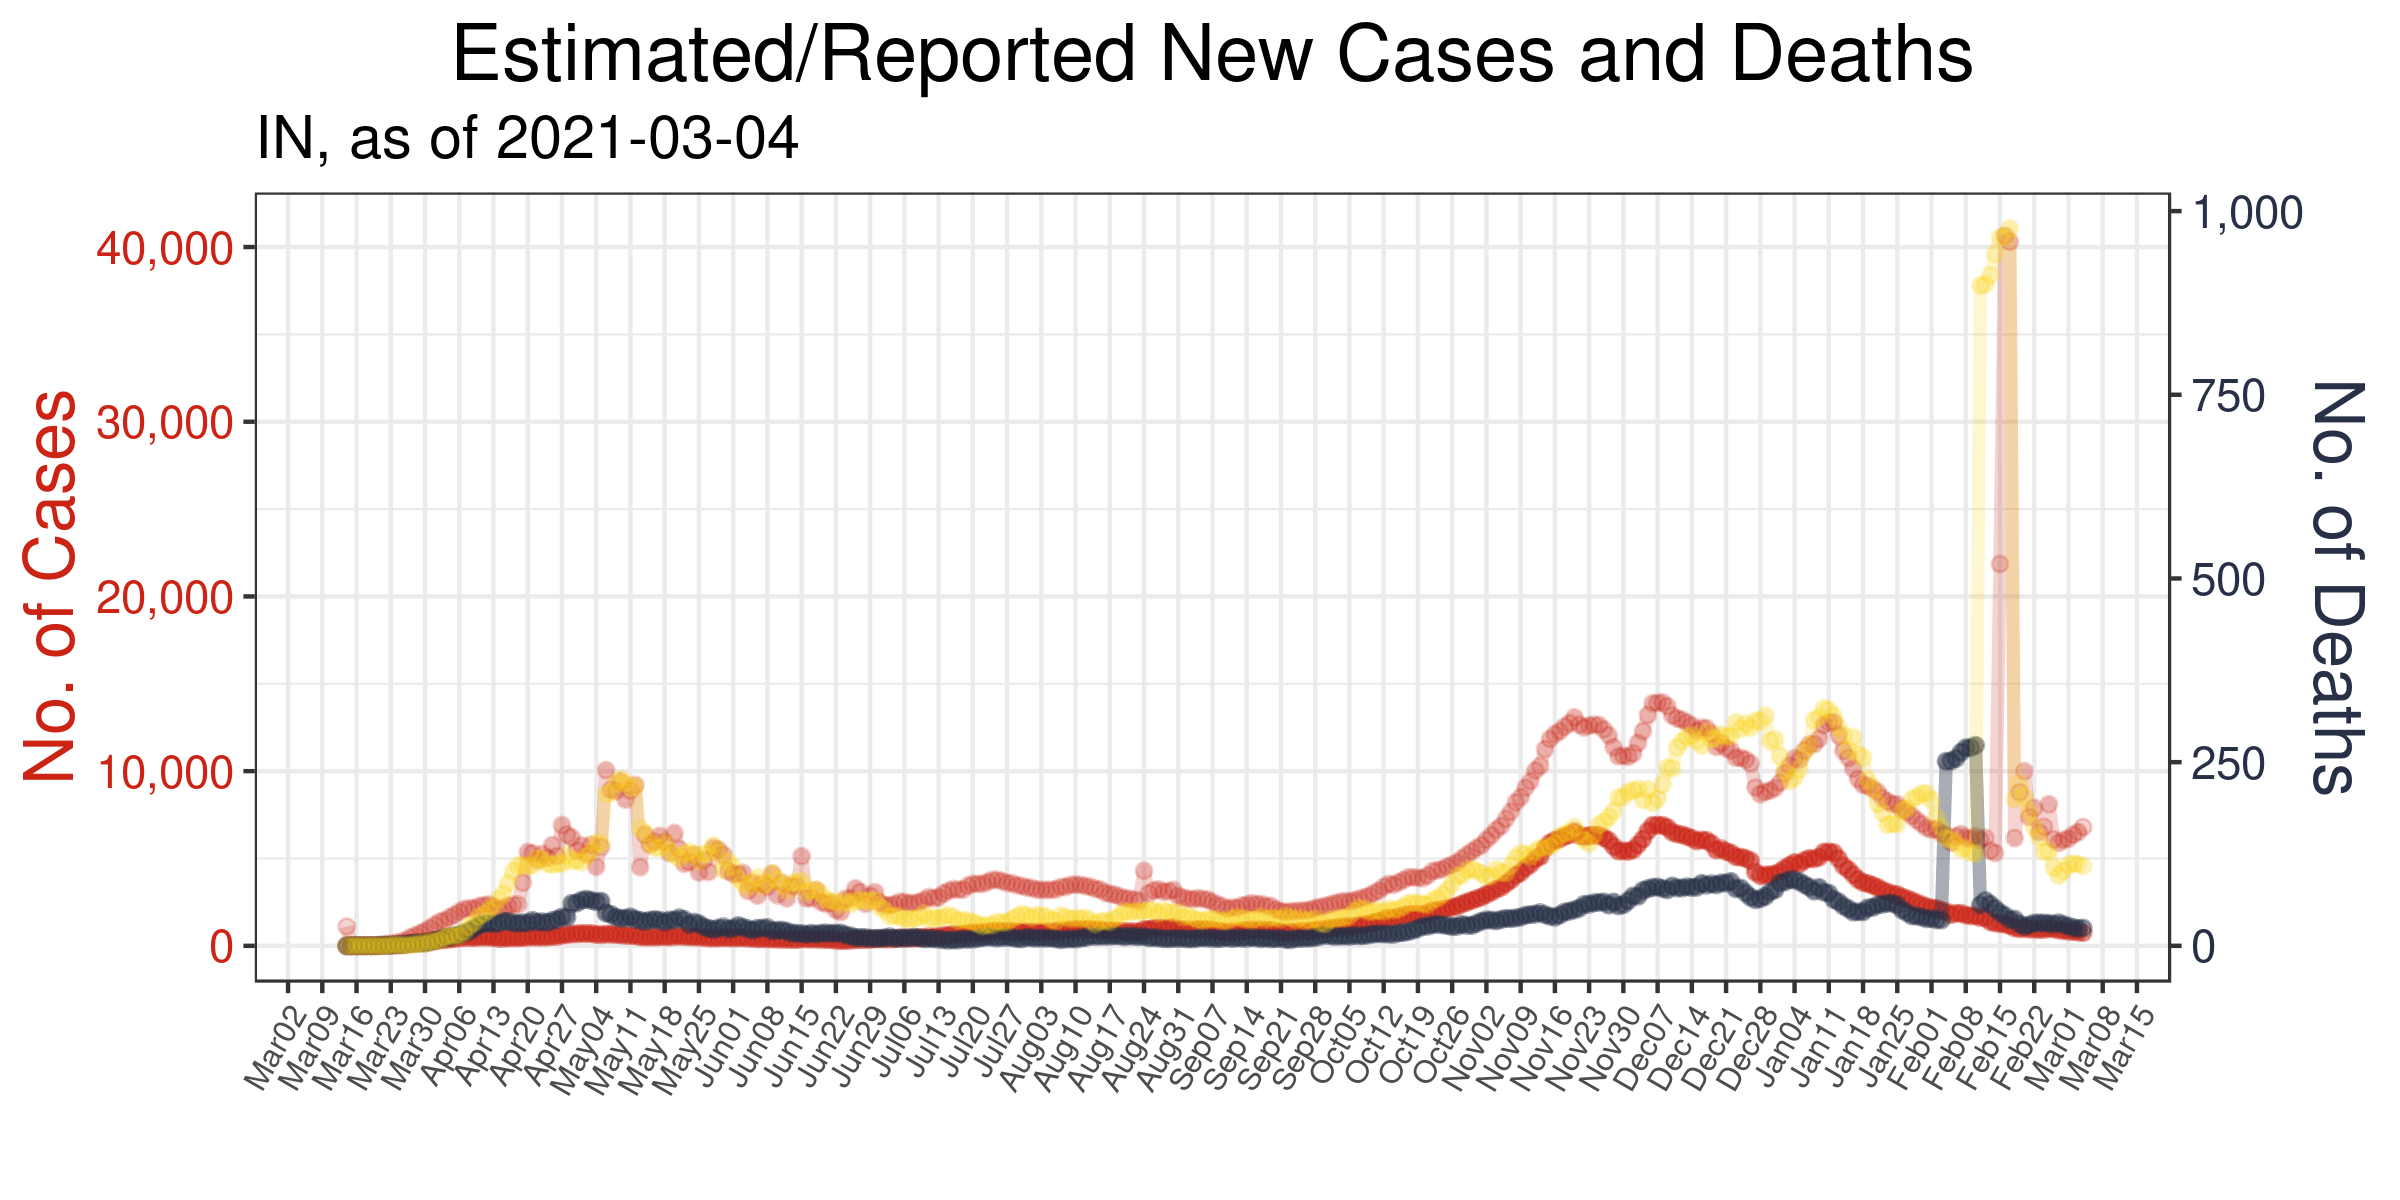 Estimated/Reported New Cases and Deaths
IN, as of 2021-03-04
No. of Cases
40,000
30,000
20,000
10,000
0
1,000
750
500
250
0
No. of Deaths
Mar02
Mar09
Mar16
Mar23
Mar30
Apr06
Apr13
Apr20
Apr27
May04
May11
May18
May25
Jun01
Jun08
Jun15
Jun22
Jun29
Jul06
Jul13
Jul20
Jul27
Aug03
Aug10
Aug17
Aug24
Aug31
Sep07
Sep14
Sep21
Sep28
Oct05
Oct12
Oct19
Oct26
Nov02
Nov09
Nov16
Nov23
Nov30
Dec07
Dec14
Dec21
Dec28
Jan04
Jan11
Jan18
Jan25
Feb01
Feb08
Feb15
Feb22
Mar01
Mar08
Mar15